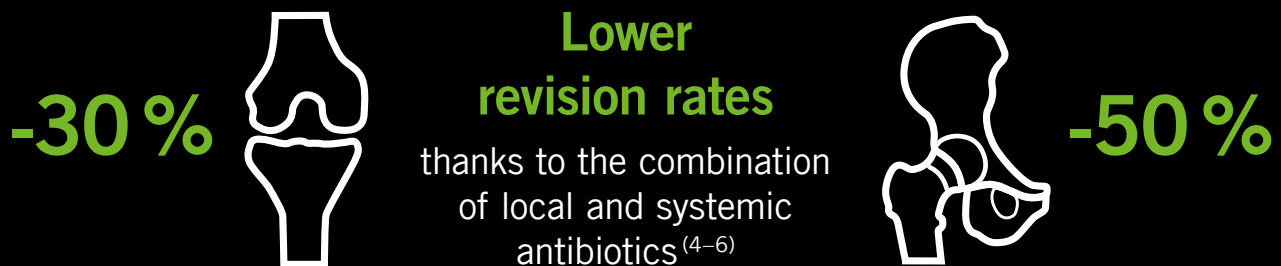 -30 %
Lower
revision rates
thanks to the combination
of local and systemic
antibiotics (4–6)
-50 %